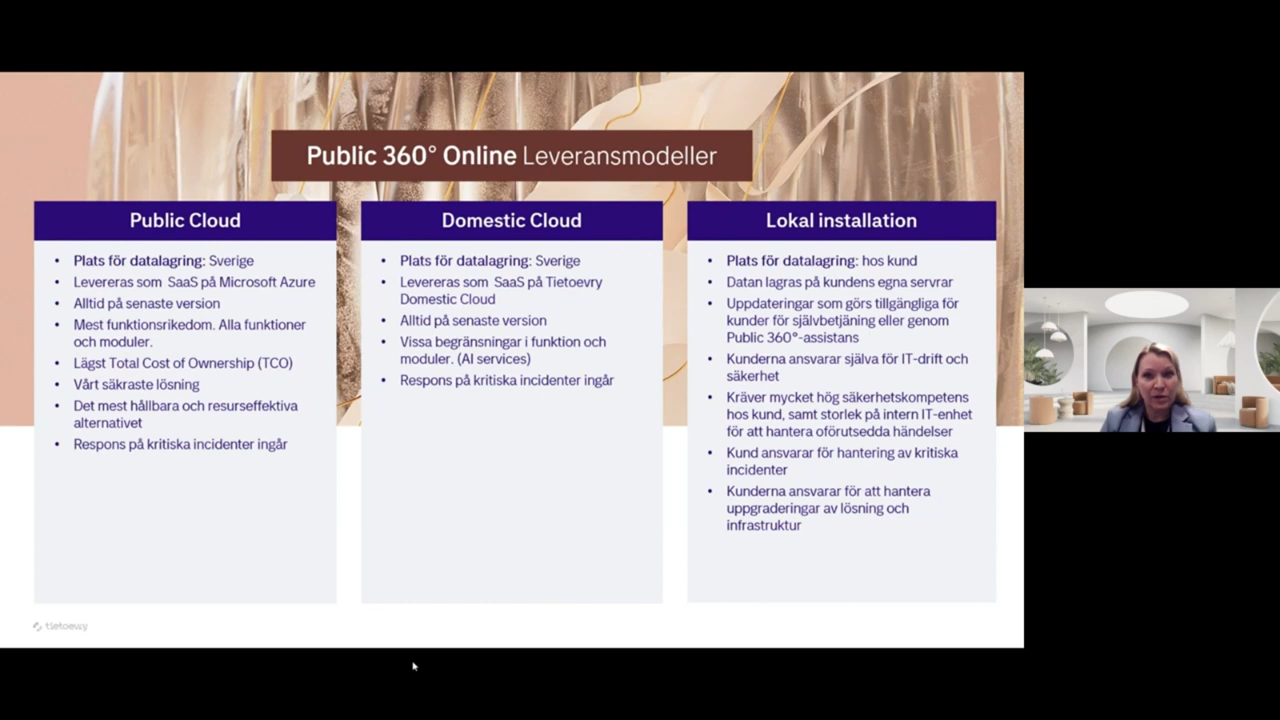 Public 360° Online Leveransmodeller
Public Cloud
• Plats för datalagring: Sverige
• Levereras som SaaS på Microsoft Azure
• Alltid på senaste version
• Mest funktionsrikedom. Alla funktioner
och moduler.
• Lägst Total Cost of Ownership (TCO)
• Vårt säkraste lösning
• Det mest hållbara och resurseffektiva
alternativet
• Respons på kritiska incidenter ingår
Domestic Cloud
• Plats för datalagring: Sverige
• Levereras som SaaS på Tietoevry
Domestic Cloud
• Alltid på senaste version
• Vissa begränsningar i funktion och
moduler. (AI services)
• Respons på kritiska incidenter ingår
Lokal installation
• Plats för datalagring: hos kund
• Datan lagras på kundens egna servrar
• Uppdateringar som görs tillgängliga för
kunder för självbetjäning eller genom
Public 360°-assistans
• Kunderna ansvarar själva för IT-drift och
säkerhet
• Kräver mycket hög säkerhetskompetens
hos kund, samt storlek på intern IT-enhet
för att hantera oförutsedda händelser
• Kund ansvarar för hantering av kritiska
incidenter
• Kunderna ansvarar för att hantera
uppgraderingar av lösning och
infrastruktur
tietoevry